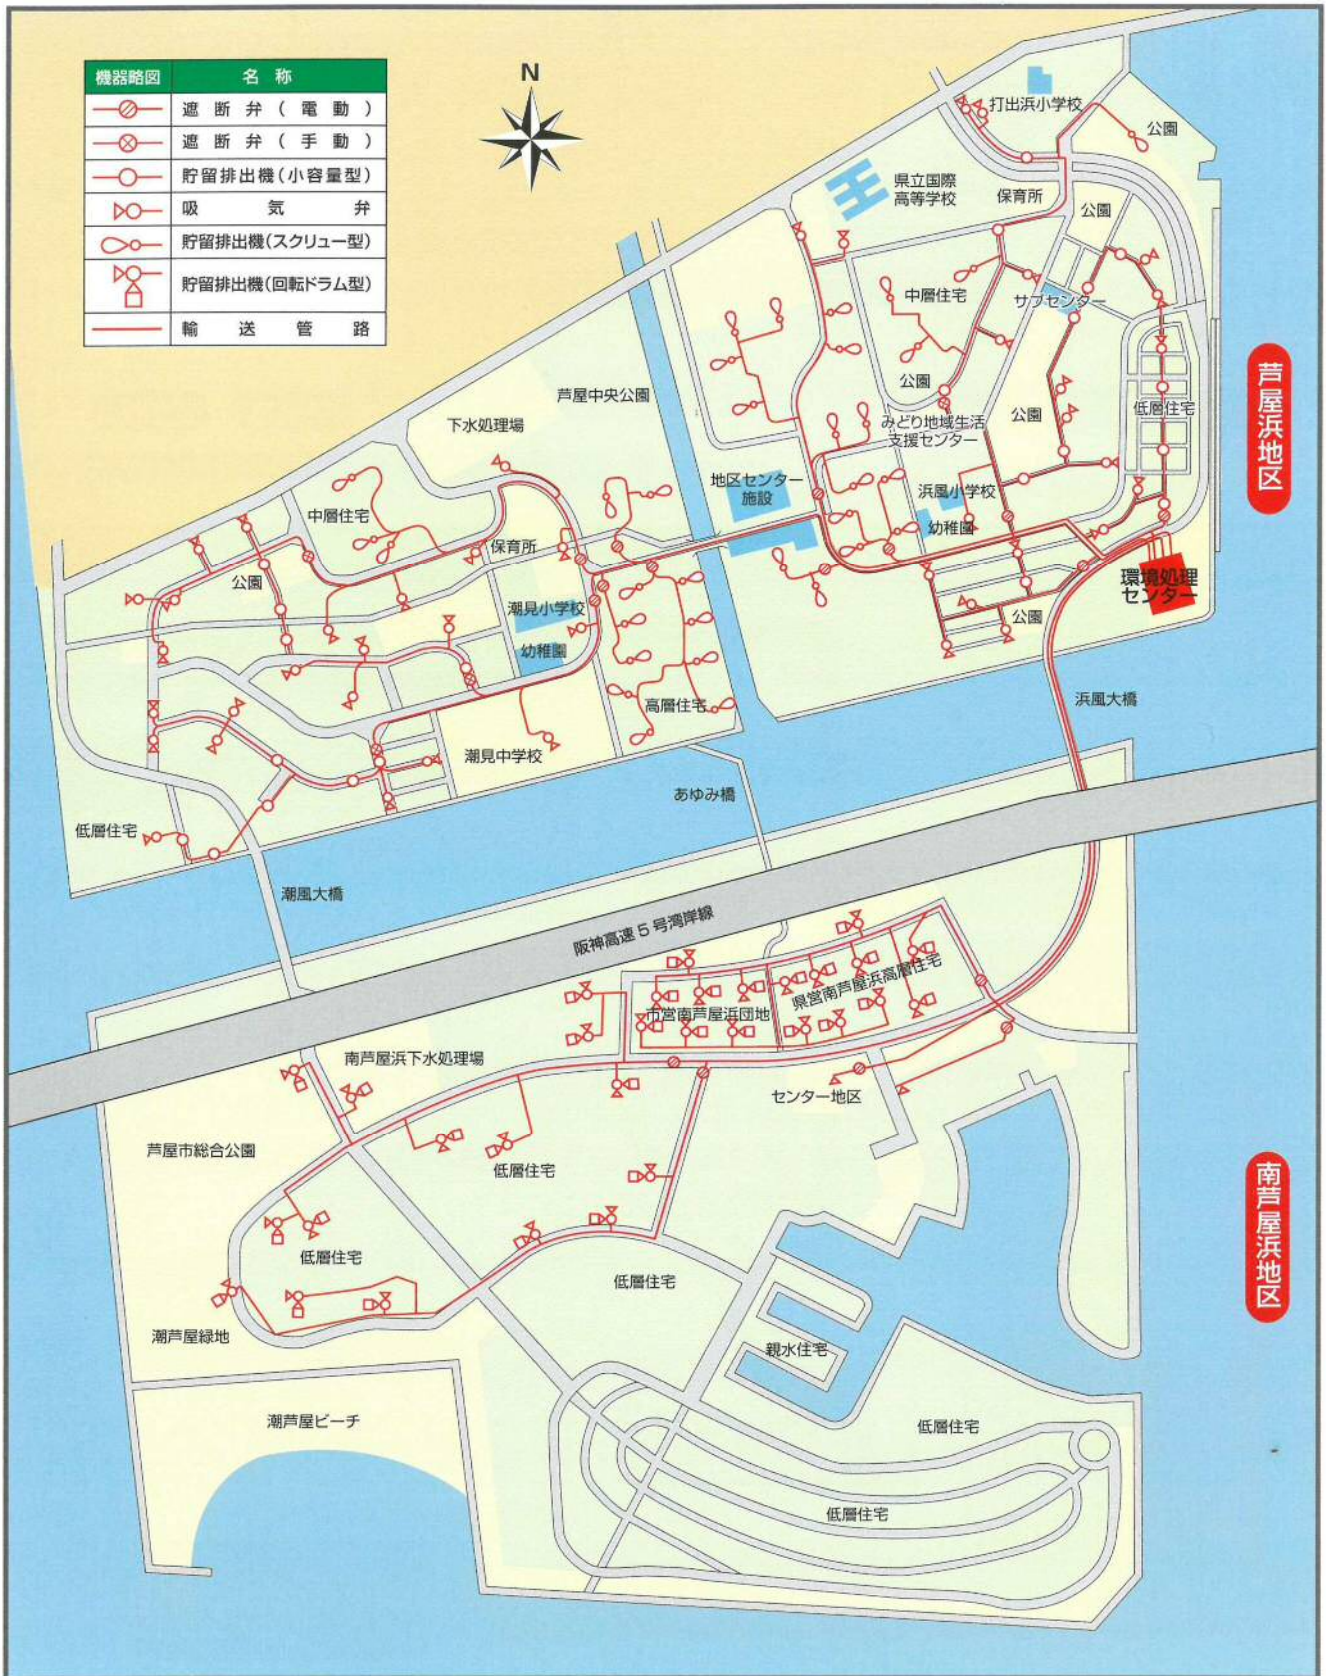 機器略図 名称
遮断弁(電動)
遮断弁(手動)
貯留排出機(小容量型)
吸気弁
貯留排出機(スクリュー型)
貯留排出機(回転ドラム型)
輸送管路
N
打出浜小学校
公園
県立国際
高等学校
保育所
公園
中層住宅
サブセンター
芦屋浜地区
芦屋中央公園
公園
下水処理場
みどり地域生活
支援センター
公園
低層住宅
地区センター
施設
浜風小学校
幼稚園
中層住宅
保育所
公園
環境処理
センター
潮見小学校
公園
幼稚園
高層住宅
浜風大橋
潮見中学校
あゆみ橋
低層住宅
潮風大橋
阪神高速5号湾岸線
県営南芦屋浜高層住宅
市営南芦屋浜団地
南芦屋浜下水処理場
センター地区
芦屋市総合公園
低層住宅
南芦屋浜地区
低層住宅
低層住宅
潮芦屋緑地
親水住宅
潮芦屋ビーチ
低層住宅
低層住宅